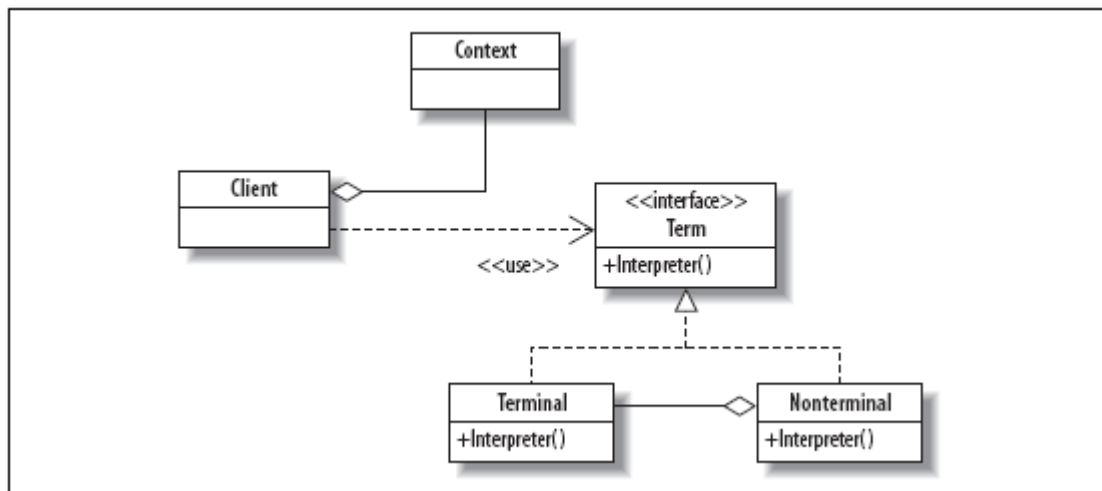 Context
Client
<<interface>>
Term
+Interpreter()
<<use>>
Terminal
+Interpreter()
Nonterminal
+Interpreter()